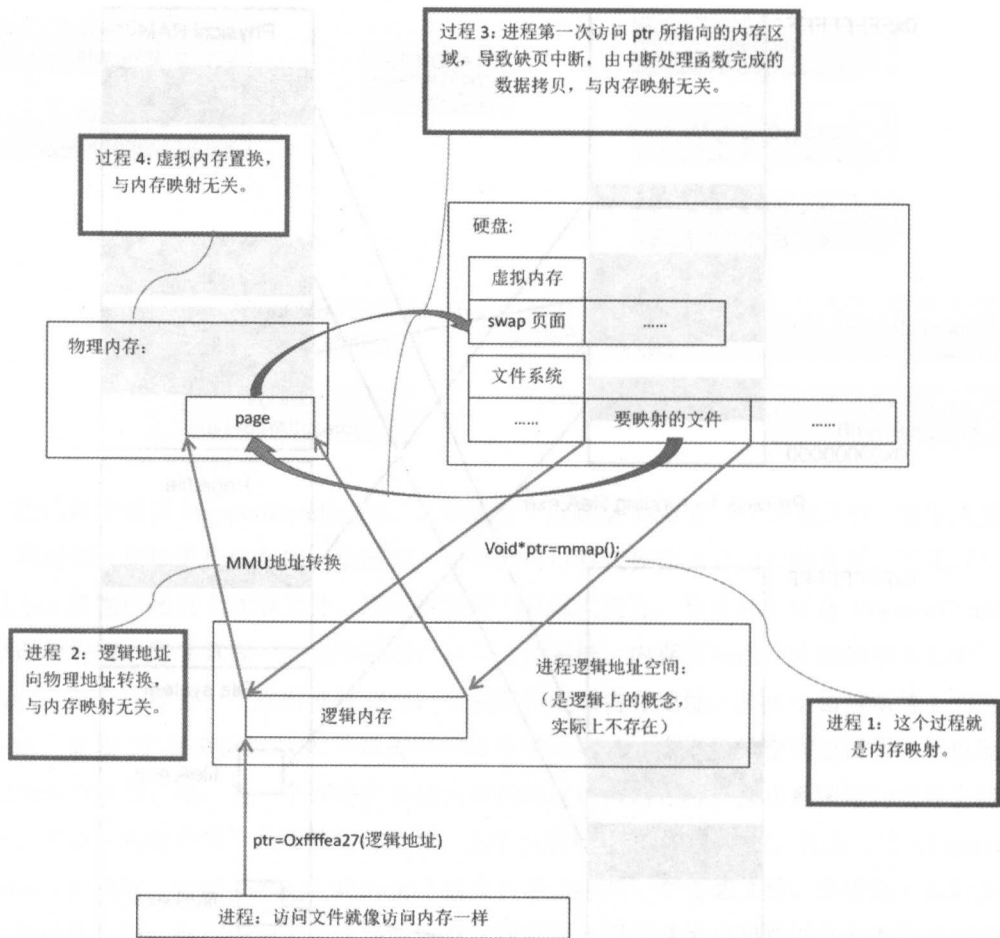 过程 3：进程第一次访问 ptr 所指向的内存区
域，导致缺页中断，由中断处理函数完成的
数据拷贝，与内存映射无关。
过程 4：虚拟内存置换，
与内存映射无关。
硬盘:
虚拟内存
swap 页面
……
物理内存：
文件系统
page
……
要映射的文件
……
Void*ptr=mmap();
MMU地址转换
进程 2：逻辑地址
向物理地址转换，
与内存映射无关。
进程逻辑地址空间：
（是逻辑上的概念，
实际上不存在）
逻辑内存
进程 1：这个过程就
是内存映射。
ptr=0xffffea27(逻辑地址)
进程：访问文件就像访问内存一样